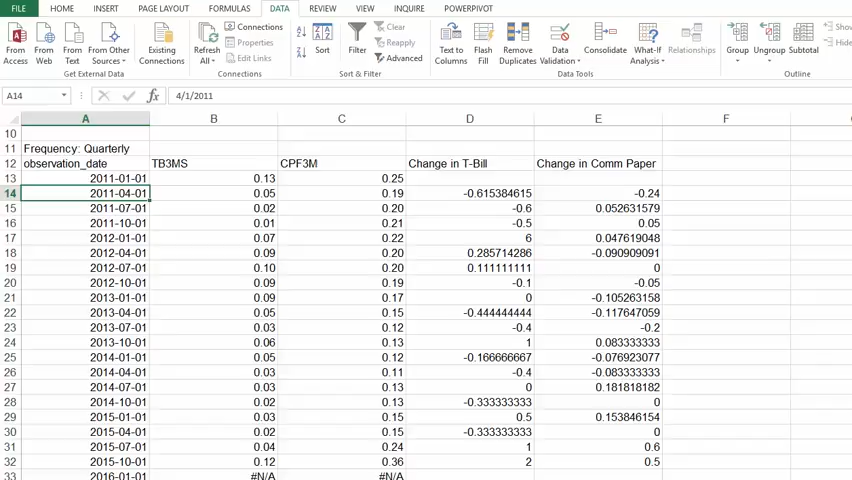 FILE HOME INSERT PAGE LAYOUT FORMULAS DATA REVIEW VIEW INQUIRE POWERPIVOT
From Access From Web From Text From Other Sources Existing Connections Refresh All Connections Properties Edit Links Sort Filter Clear Reapply Advanced Text to Columns Flash Fill Remove Duplicates Data Validation Consolidate What-If Analysis Relationships Group Ungroup Subtotal Show Hide
Get External Data Connections Sort & Filter Data Tools Outline
A14 fx 4/1/2011
A B C D E F
10
11 Frequency: Quarterly
12 observation_date TB3MS CPF3M Change in T-Bill Change in Comm Paper
13 2011-01-01 0.13 0.25
14 2011-04-01 0.05 0.19 -0.615384615 -0.24
15 2011-07-01 0.02 0.20 -0.6 0.052631579
16 2011-10-01 0.01 0.21 -0.5 0.05
17 2012-01-01 0.07 0.22 6 0.047619048
18 2012-04-01 0.09 0.20 0.285714286 -0.090909091
19 2012-07-01 0.10 0.20 0.111111111 0
20 2012-10-01 0.09 0.19 -0.1 -0.05
21 2013-01-01 0.09 0.17 0 -0.105263158
22 2013-04-01 0.05 0.15 -0.444444444 -0.117647059
23 2013-07-01 0.03 0.12 -0.4 -0.2
24 2013-10-01 0.06 0.13 1 0.083333333
25 2014-01-01 0.05 0.12 -0.166666667 -0.076923077
26 2014-04-01 0.03 0.11 -0.4 -0.083333333
27 2014-07-01 0.03 0.13 0 0.181818182
28 2014-10-01 0.02 0.13 -0.333333333 0
29 2015-01-01 0.03 0.15 0.5 0.153846154
30 2015-04-01 0.02 0.15 -0.333333333 0
31 2015-07-01 0.04 0.24 1 0.6
32 2015-10-01 0.12 0.36 2 0.5
33 2016-01-01 #N/A #N/A